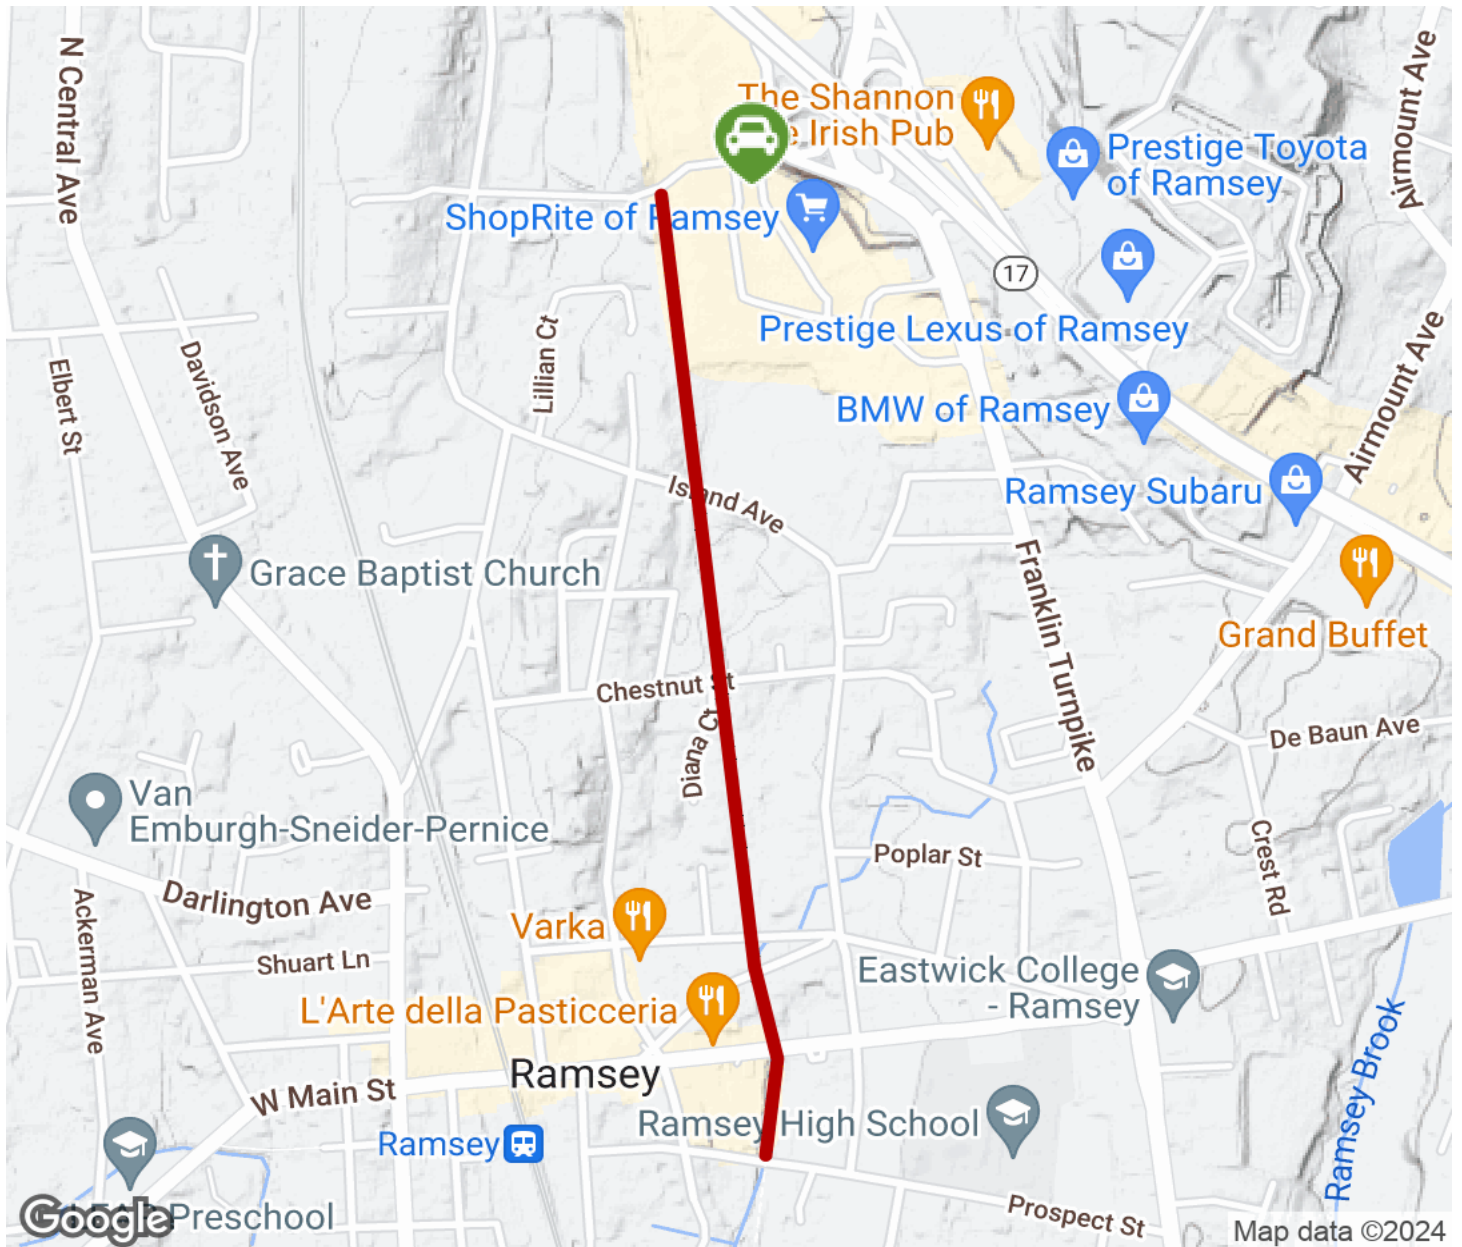 N Central Ave
The Shannon
Irish Pub
Prestige Toyota
of Ramsey
Airmount Ave
ShopRite of Ramsey
17
Prestige Lexus of Ramsey
Lillian Ct
Davidson Ave
Elbert St
BMW of Ramsey
Airmount Ave
Ramsey Subaru
Island Ave
Grace Baptist Church
Franklin Turnpike
Grand Buffet
Chestnut St
Diana Ct
De Baun Ave
Van
Emburgh-Sneider-Pernice
Poplar St
Crest Rd
Darlington Ave
Ackerman Ave
Varka
Shuart Ln
Eastwick College
- Ramsey
L'Arte della Pasticceria
Ramsey
W Main St
Ramsey Brook
Ramsey High School
Ramsey
Preschool
Google
Prospect St
Map data ©2024